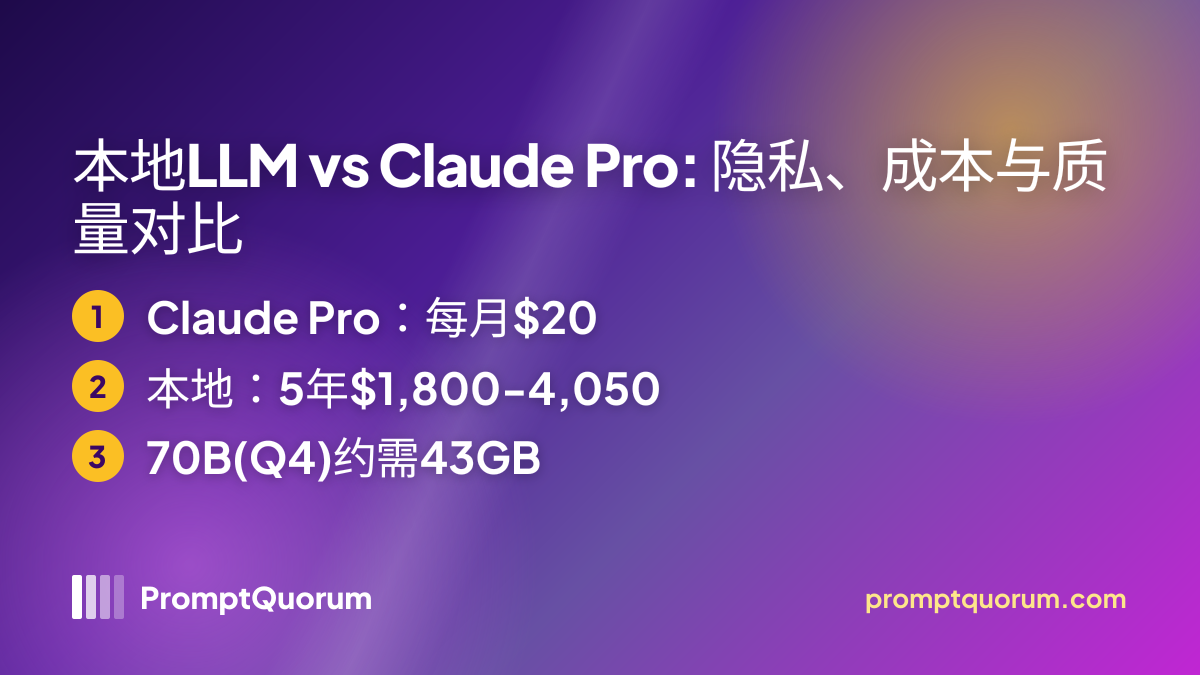 本地LLM vs Claude Pro: 隐私、成本与质
量对比
1 Claude Pro：每月$20
2 本地：5年$1,800–4,050
3 70B(Q4)约需43GB
PromptQuorum
promptquorum.com